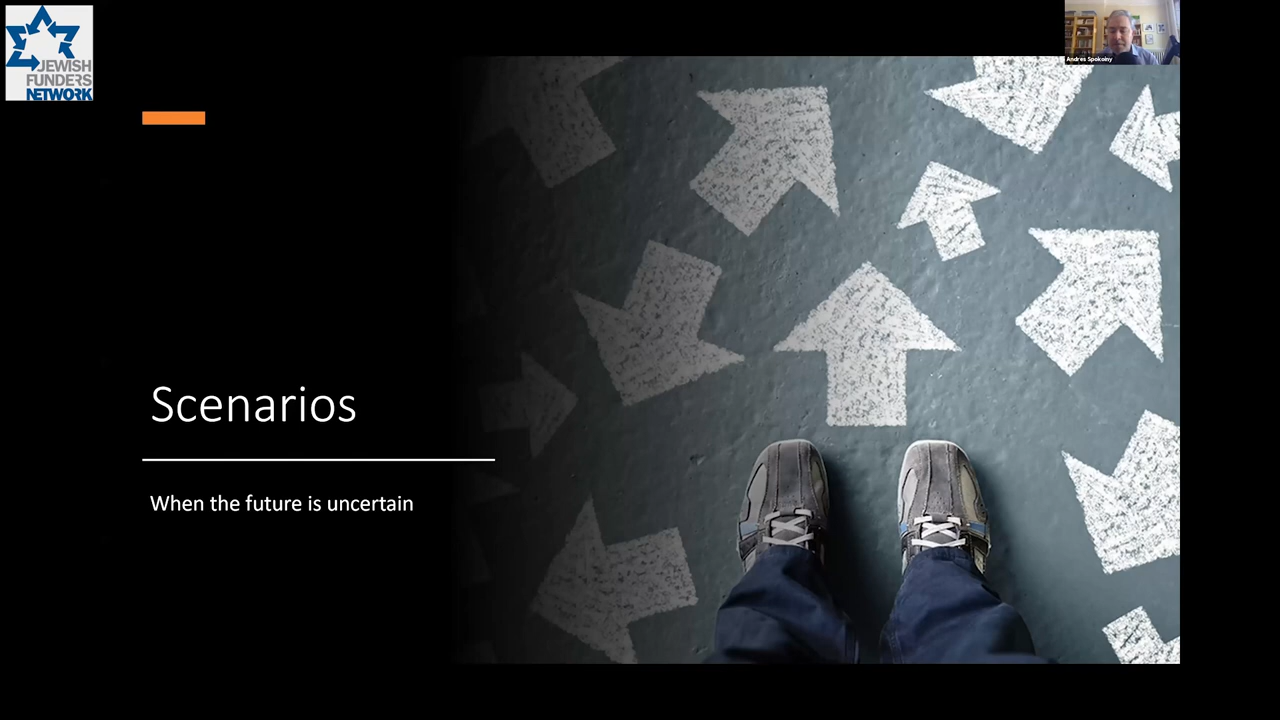 JEWISH
FUNDERS
NETWORK
Andres Spokoiny
Scenarios
When the future is uncertain